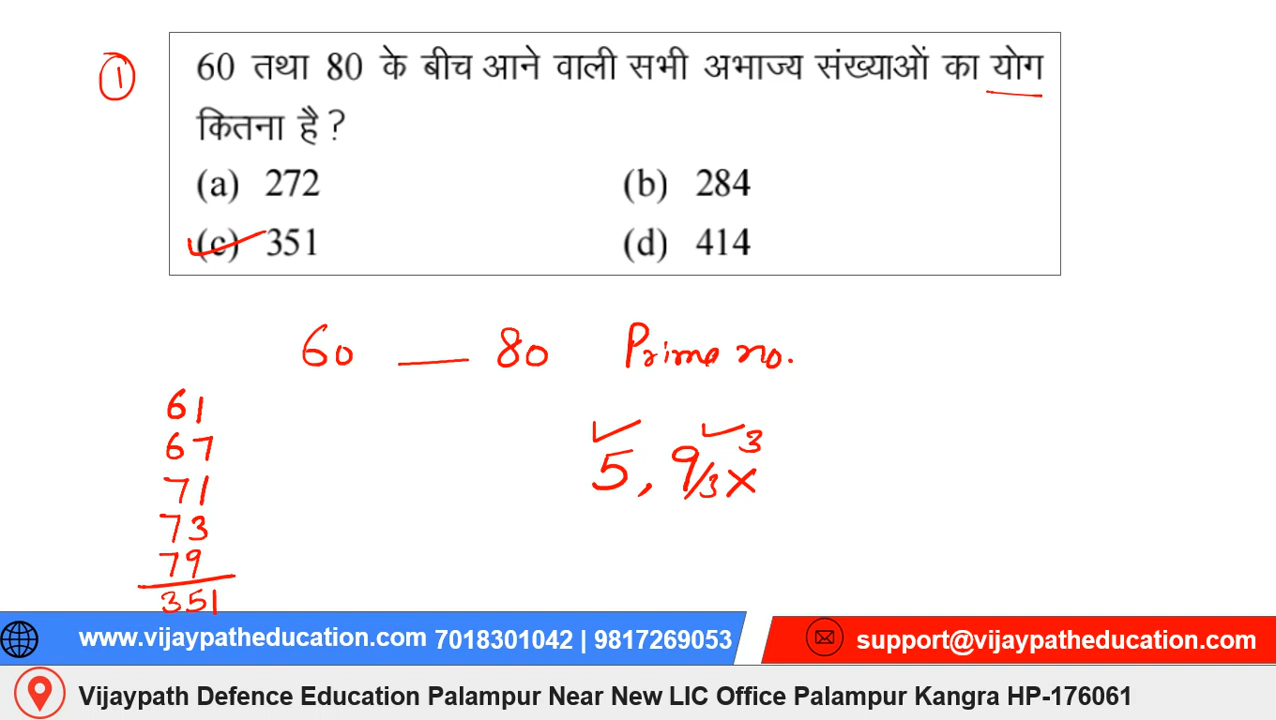 ①
60 तथा 80 के बीच आने वाली सभी अभाज्य संख्याओं का योग
कितना है ?
(a) 272 (b) 284
(c) 351 (d) 414
60 — 80 Prime no.
61
67
71
73
79
351
5, 9/3 x 3
www.vijaypatheducation.com 7018301042 | 9817269053 support@vijaypatheducation.com
Vijaypath Defence Education Palampur Near New LIC Office Palampur Kangra HP-176061